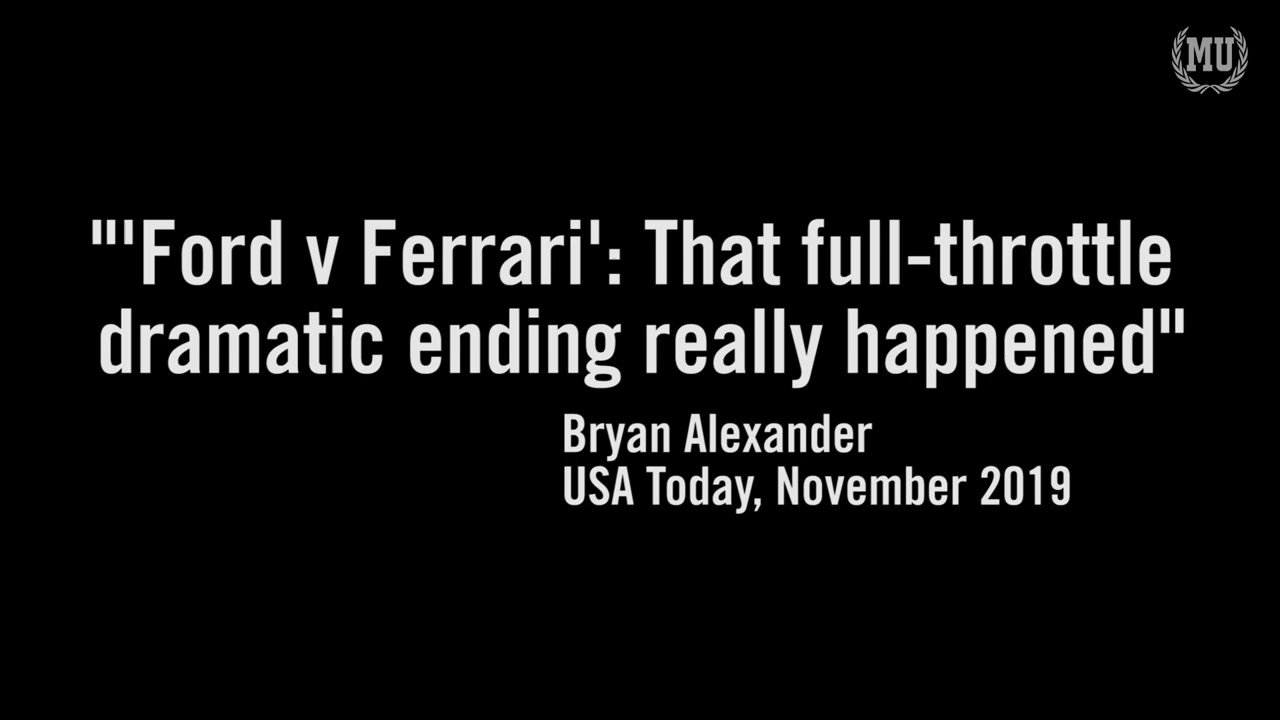 MU
"'Ford v Ferrari': That full-throttle
dramatic ending really happened"
Bryan Alexander
USA Today, November 2019